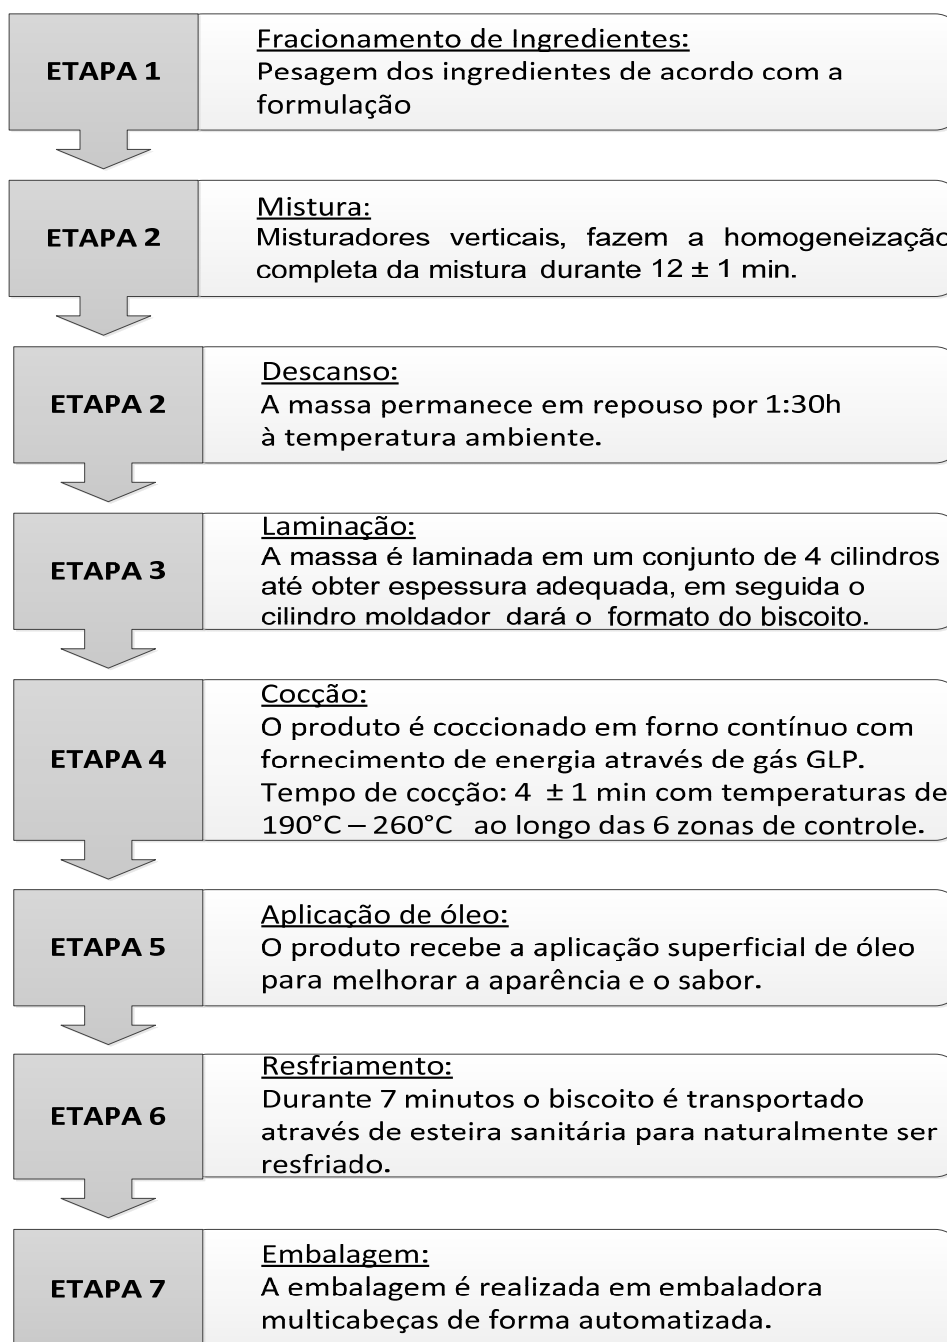 ETAPA 1
Fracionamento de Ingredientes:
Pesagem dos ingredientes de acordo com a
formulação
ETAPA 2
Mistura:
Misturadores verticais, fazem a homogeneização
completa da mistura durante 12 ± 1 min.
ETAPA 2
Descanso:
A massa permanece em repouso por 1:30h
à temperatura ambiente.
ETAPA 3
Laminação:
A massa é laminada em um conjunto de 4 cilindros
até obter espessura adequada, em seguida o
cilindro moldador dará o formato do biscoito.
ETAPA 4
Cocção:
O produto é coccionado em forno contínuo com
fornecimento de energia através de gás GLP.
Tempo de cocção: 4 ± 1 min com temperaturas de
190°C – 260°C ao longo das 6 zonas de controle.
ETAPA 5
Aplicação de óleo:
O produto recebe a aplicação superficial de óleo
para melhorar a aparência e o sabor.
ETAPA 6
Resfriamento:
Durante 7 minutos o biscoito é transportado
através de esteira sanitária para naturalmente ser
resfriado.
ETAPA 7
Embalagem:
A embalagem é realizada em embaladora
multicabeças de forma automatizada.